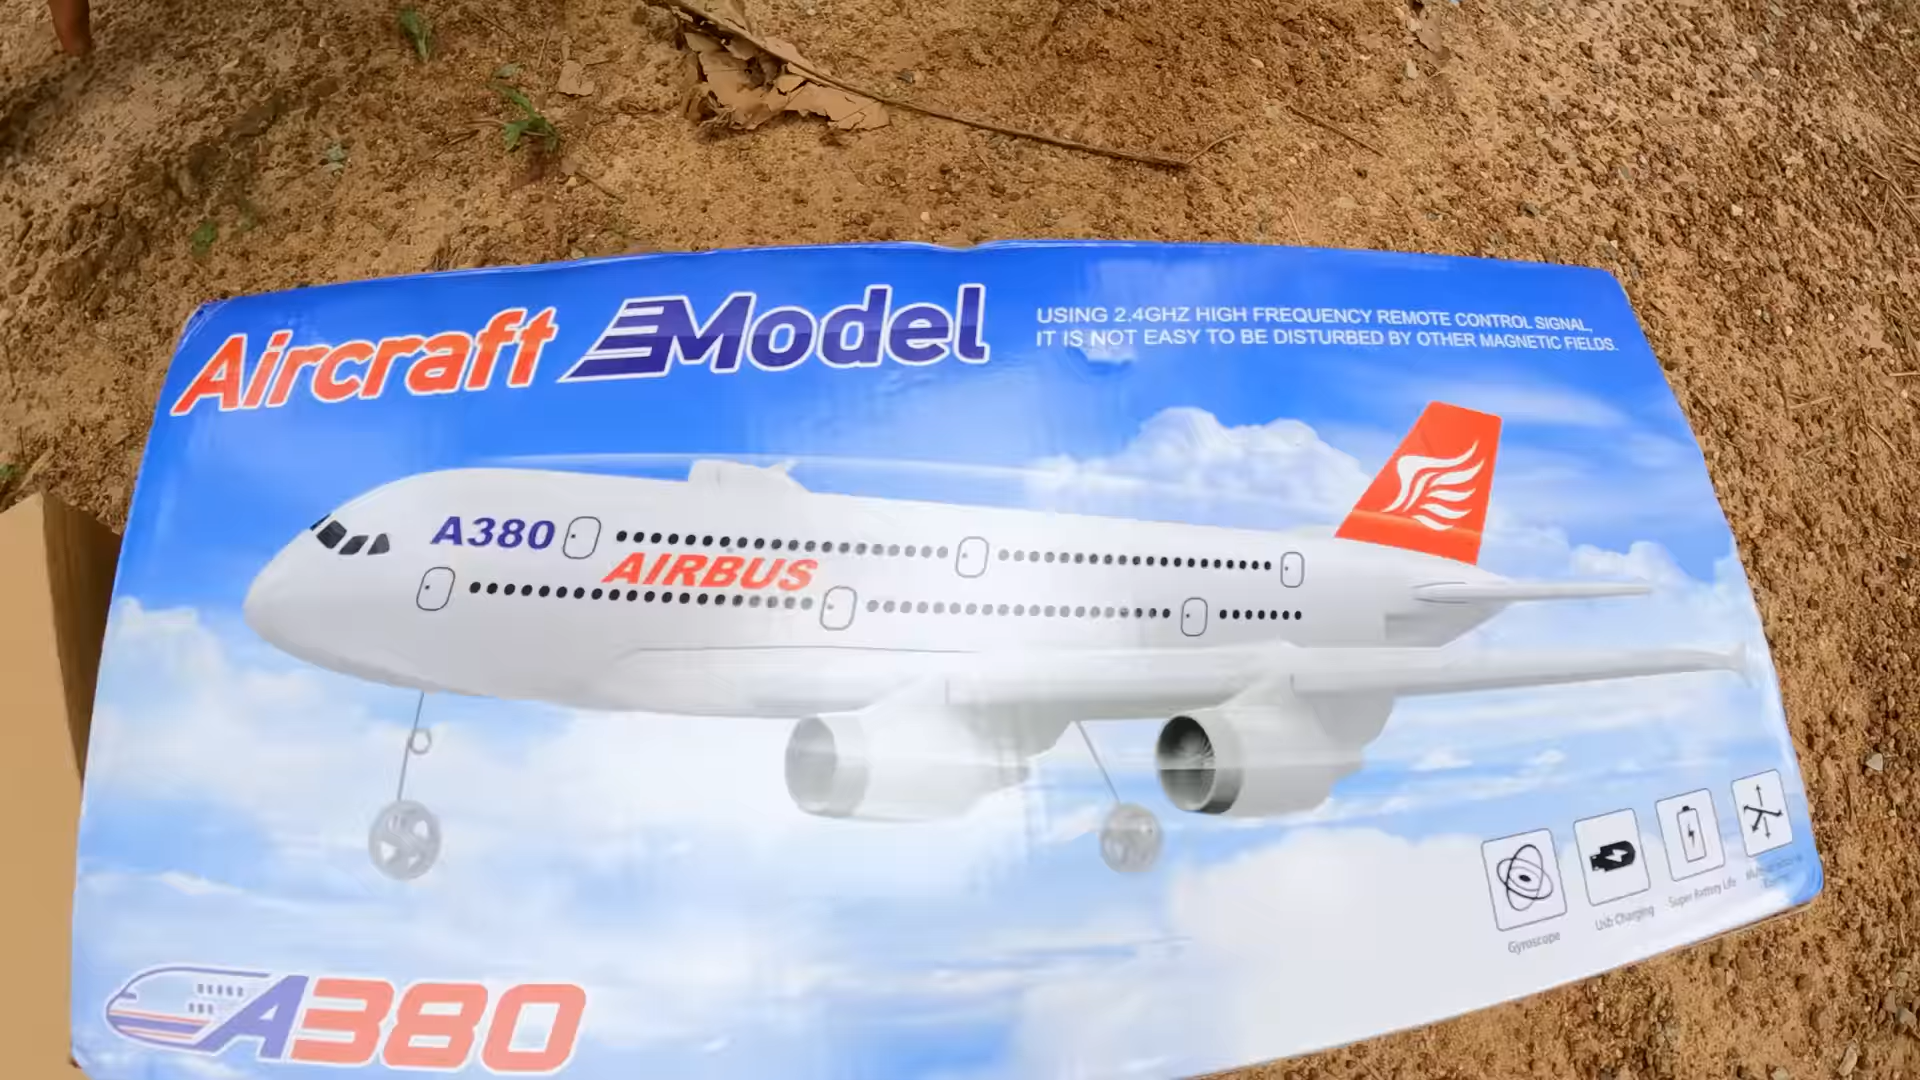 Aircraft Model
USING 2.4GHZ HIGH FREQUENCY REMOTE CONTROL SIGNAL,
IT IS NOT EASY TO BE DISTURBED BY OTHER MAGNETIC FIELDS.
A380
AIRBUS
Gyroscope
Usb Charging
Super Battery Life
A380